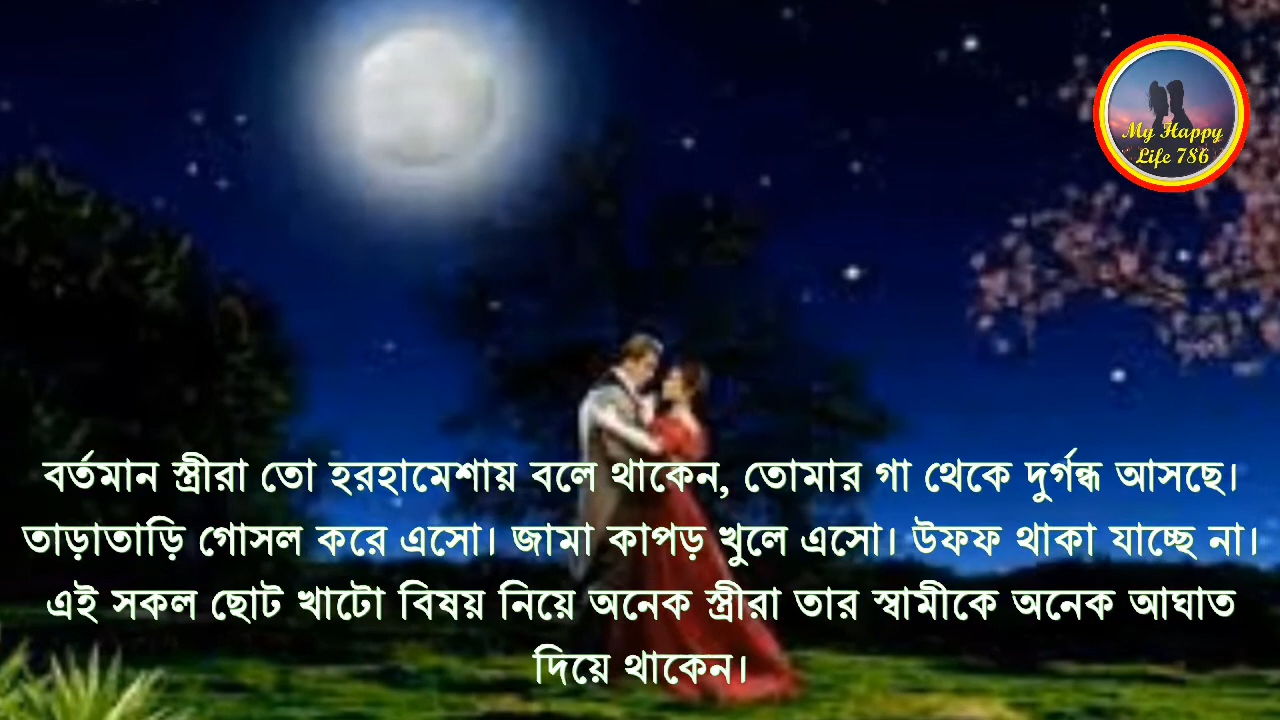 My Happy
Life 786
বর্তমান স্ত্রীরা তো হরহামেশায় বলে থাকেন, তোমার গা থেকে দুর্গন্ধ আসছে।
তাড়াতাড়ি গোসল করে এসো। জামা কাপড় খুলে এসো। উফফ থাকা যাচ্ছে না।
এই সকল ছোট খাটো বিষয় নিয়ে অনেক স্ত্রীরা তার স্বামীকে অনেক আঘাত
দিয়ে থাকেন।